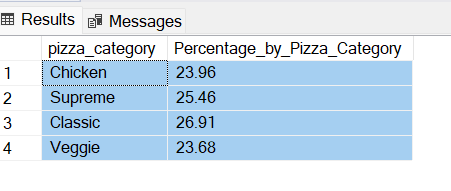 Results Messages
pizza_category Percentage_by_Pizza_Category
1 Chicken 23.96
2 Supreme 25.46
3 Classic 26.91
4 Veggie 23.68